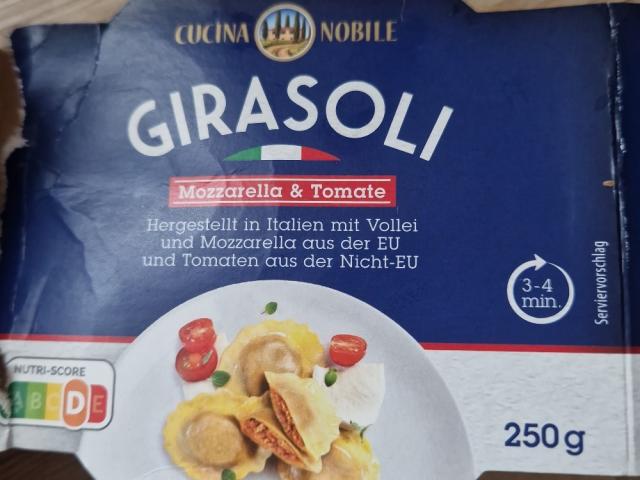 CUCINA NOBILE
GIRASOLI
Mozzarella & Tomate
Hergestellt in Italien mit Vollei
und Mozzarella aus der EU
und Tomaten aus der Nicht-EU
3-4
min.
Serviervorschlag
NUTRI-SCORE
A B C D E
250 g